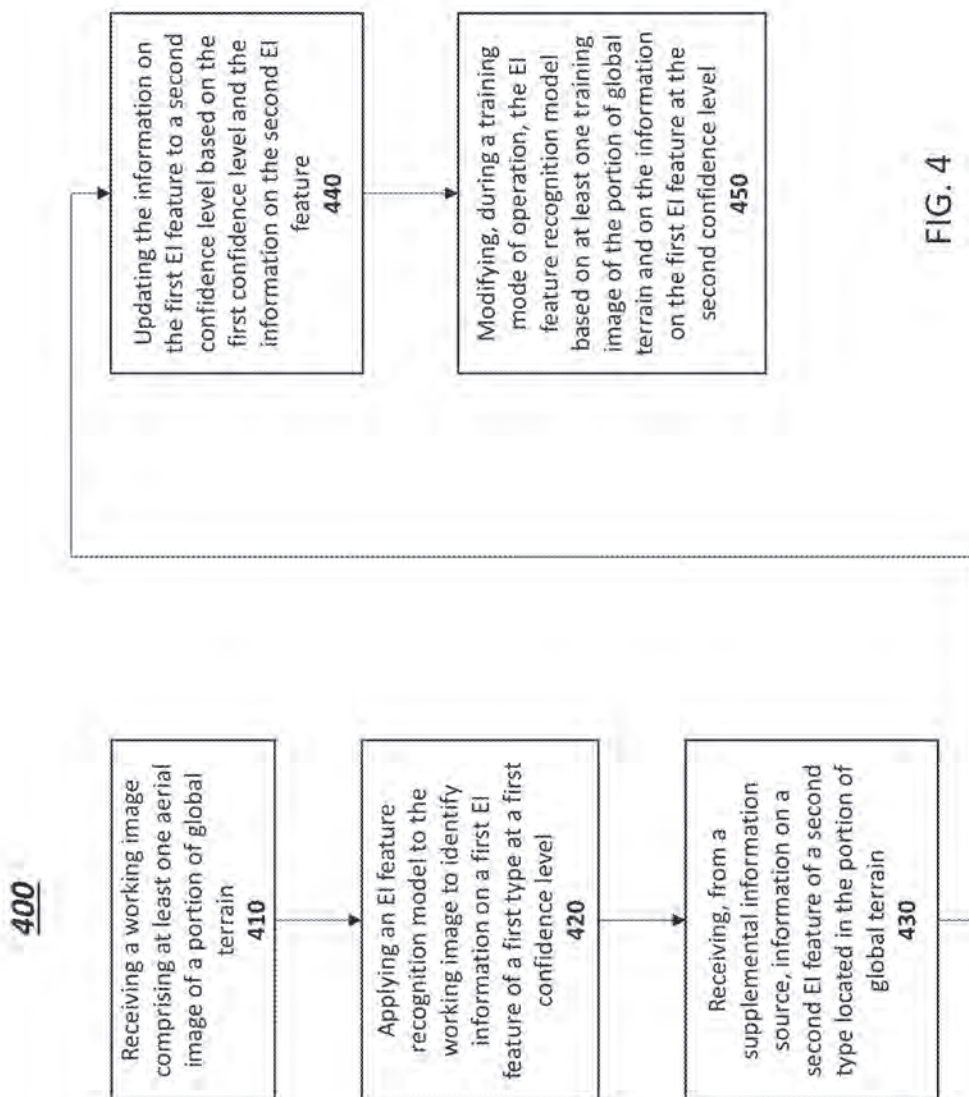 400
Receiving a working image
comprising at least one aerial
image of a portion of global
terrain
410
Applying an EI feature
recognition model to the
working image to identify
information on a first EI
feature of a first type at a first
confidence level
420
Receiving, from a
supplemental information
source, information on a
second EI feature of a second
type located in the portion of
global terrain
430
Updating the information on
the first EI feature to a second
confidence level based on the
first confidence level and the
information on the second EI
feature
440
Modifying, during a training
mode of operation, the EI
feature recognition model
based on at least one training
image of the portion of global
terrain and on the information
on the first EI feature at the
second confidence level
450
FIG. 4